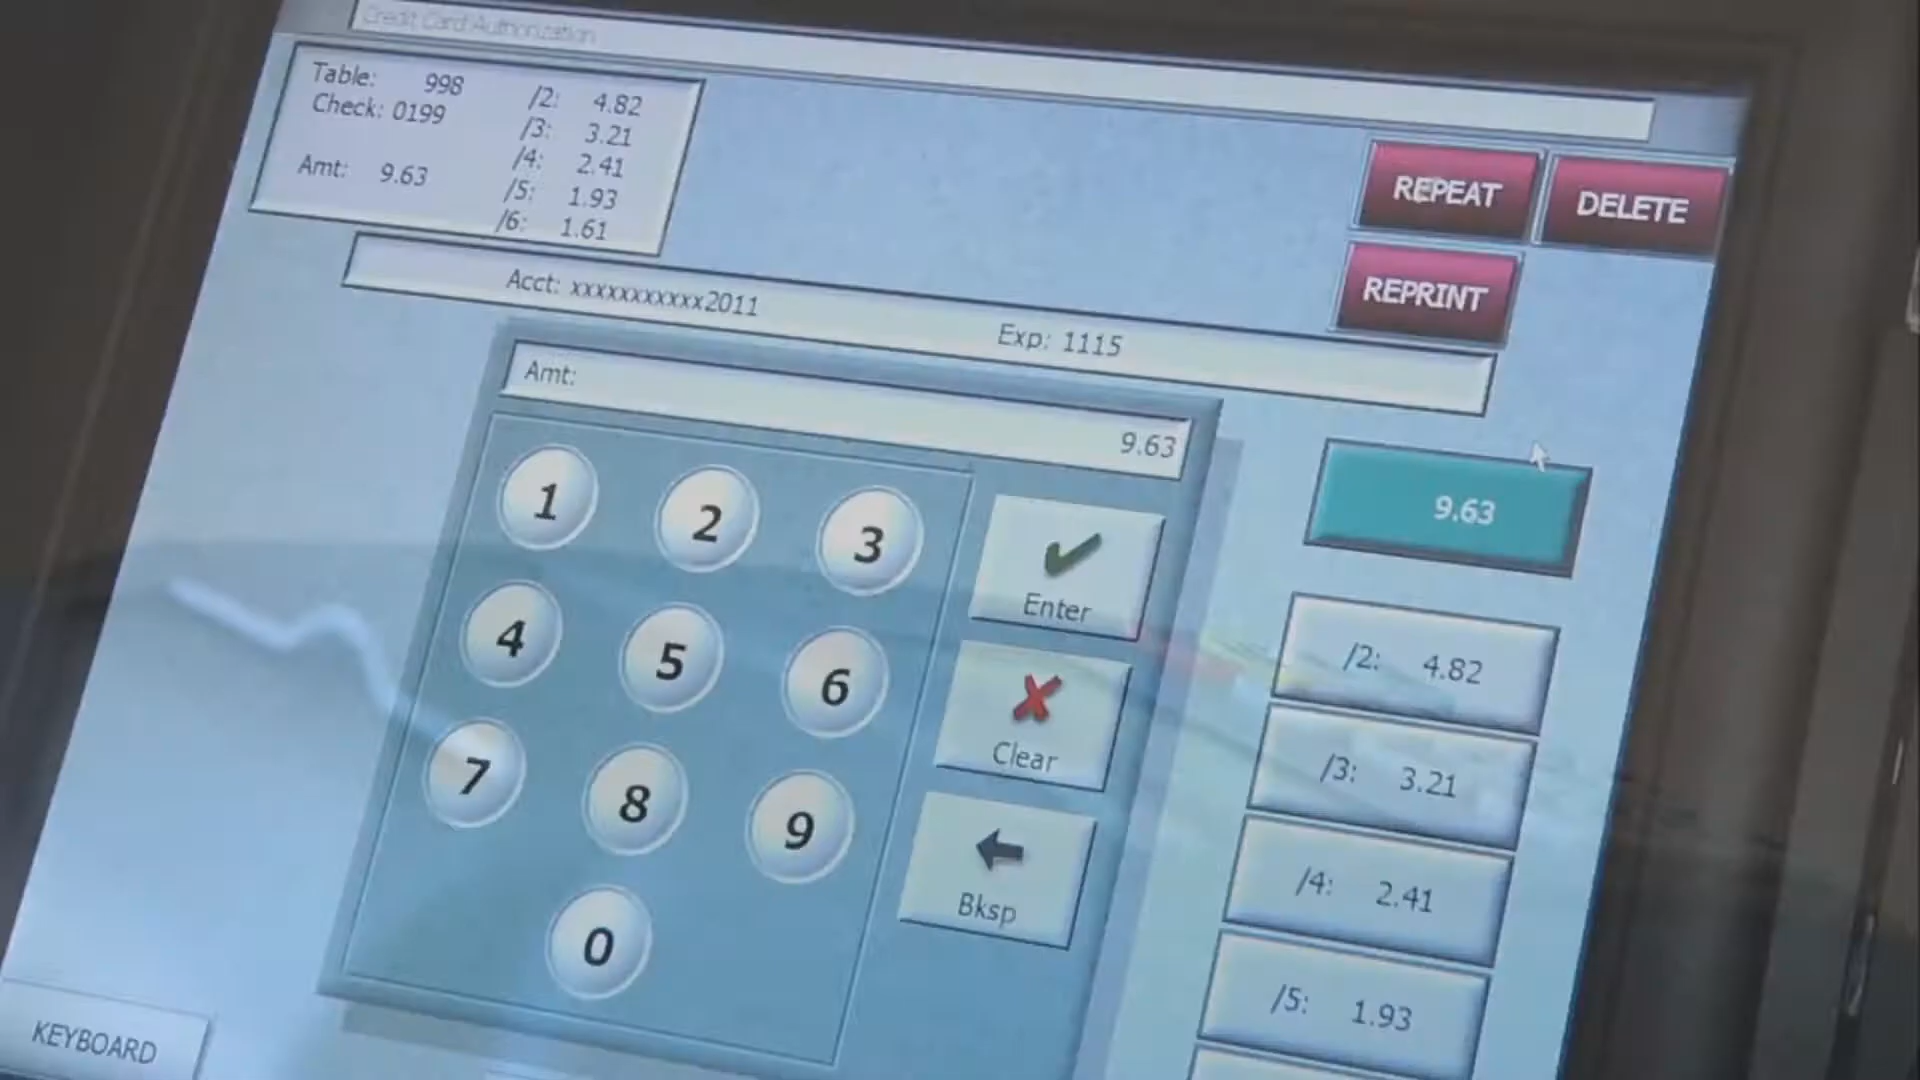 Credit Card Authorization
Table: 998
Check: 0199
Amt: 9.63
/2: 4.82
/3: 3.21
/4: 2.41
/5: 1.93
/6: 1.61
REPEAT
DELETE
REPRINT
Acct: xxxxxxxxxxx2011 Exp: 1115
Amt:
9.63
1 2 3
4 5 6
7 8 9
0
Enter
Clear
Bksp
9.63
/2: 4.82
/3: 3.21
/4: 2.41
/5: 1.93
KEYBOARD